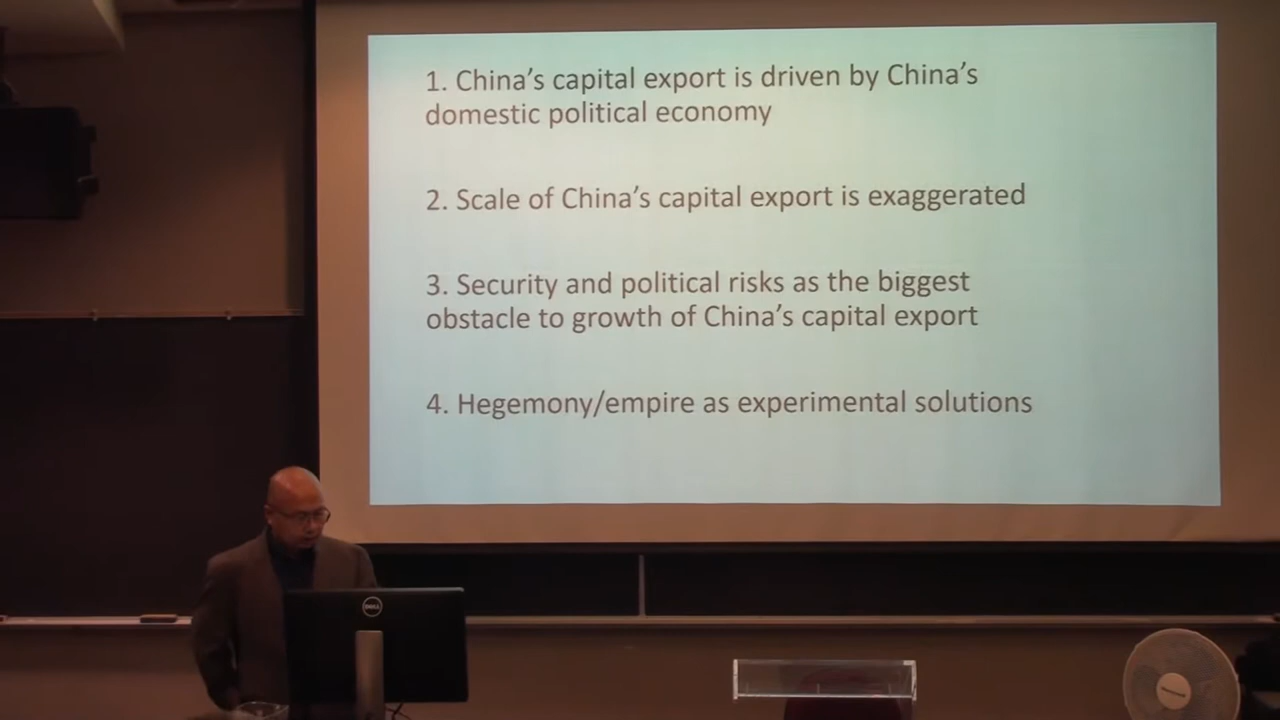 1. China’s capital export is driven by China’s
domestic political economy
2. Scale of China’s capital export is exaggerated
3. Security and political risks as the biggest
obstacle to growth of China’s capital export
4. Hegemony/empire as experimental solutions
DELL